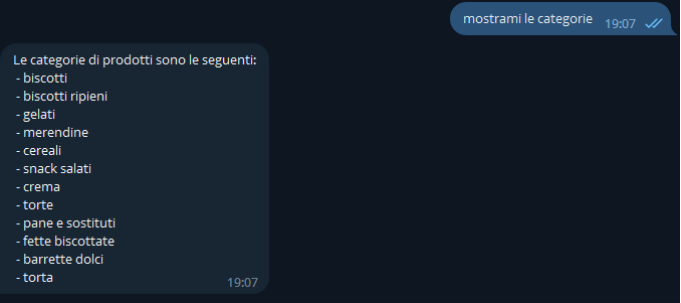 mostrami le categorie 19:07
Le categorie di prodotti sono le seguenti:
- biscotti
- biscotti ripieni
- gelati
- merendine
- cereali
- snack salati
- crema
- torte
- pane e sostituti
- fette biscottate
- barrette dolci
- torta
19:07